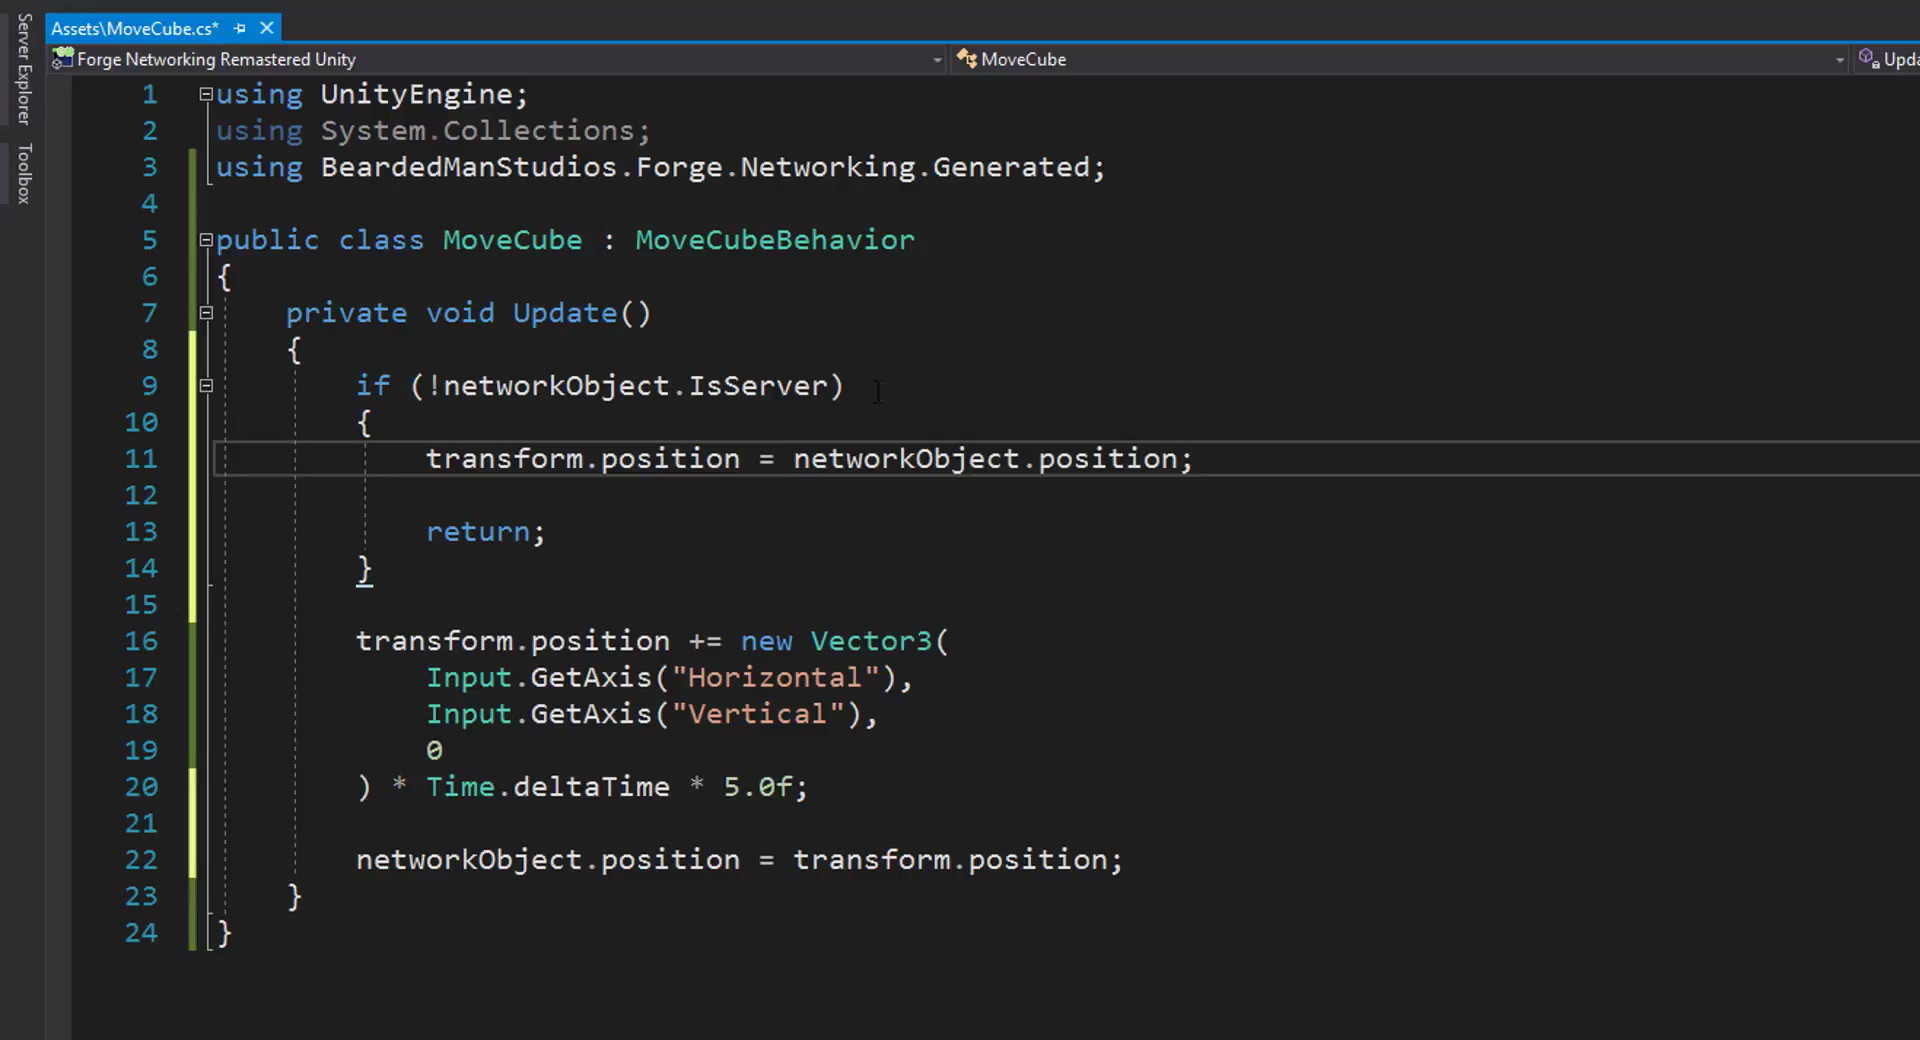 Server Explorer
Toolbox
Assets\MoveCube.cs*
Forge Networking Remastered Unity
MoveCube
Upda
1 using UnityEngine;
2 using System.Collections;
3 using BeardedManStudios.Forge.Networking.Generated;
4
5 public class MoveCube : MoveCubeBehavior
6 {
7     private void Update()
8     {
9         if (!networkObject.IsServer)
10         {
11             transform.position = networkObject.position;
12
13             return;
14         }
15
16         transform.position += new Vector3(
17             Input.GetAxis("Horizontal"),
18             Input.GetAxis("Vertical"),
19             0
20         ) * Time.deltaTime * 5.0f;
21
22         networkObject.position = transform.position;
23     }
24 }